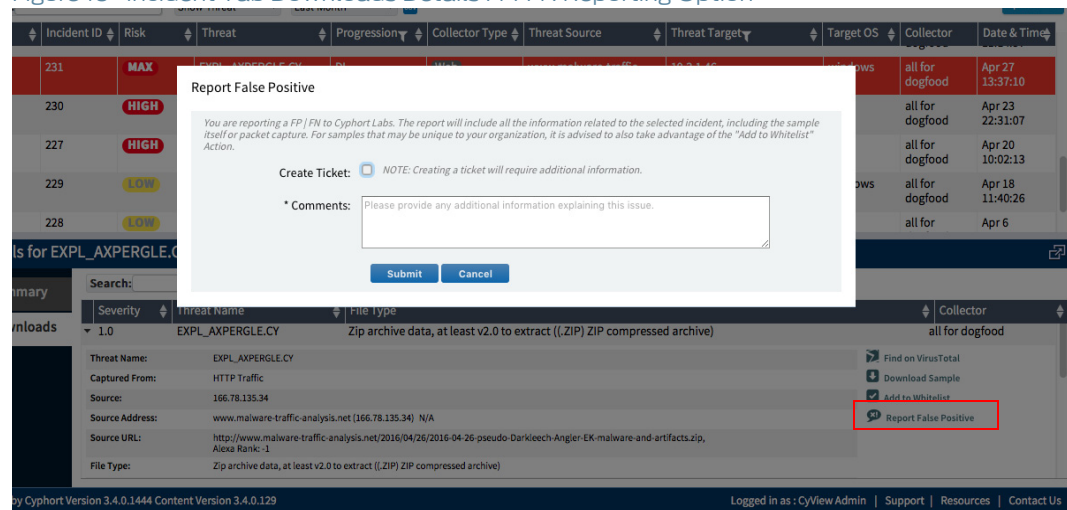 Incident ID Risk Threat Progression Collector Type Threat Source Threat Target Target OS Collector Date & Time
231 MAX all for dogfood Apr 27 13:37:10
Report False Positive
You are reporting a FP | FN to Cyphort Labs. The report will include all the information related to the selected incident, including the sample
itself or packet capture. For samples that may be unique to your organization, it is advised to also take advantage of the "Add to Whitelist"
Action.
Create Ticket: NOTE: Creating a ticket will require additional information.
* Comments: Please provide any additional information explaining this issue.
Submit Cancel
230 HIGH all for dogfood Apr 23 22:31:07
227 HIGH all for dogfood Apr 20 10:02:13
229 LOW all for dogfood Apr 18 11:40:26
228 LOW all for Apr 6
ls for EXPL_AXPERGLE.C
Search:
Severity Threat Name File Type Collector
1.0 EXPL_AXPERGLE.CY Zip archive data, at least v2.0 to extract ((.ZIP) ZIP compressed archive) all for dogfood
Threat Name: EXPL_AXPERGLE.CY Find on VirusTotal
Captured From: HTTP Traffic Download Sample
Source: 166.78.135.34 Add to Whitelist
Source Address: www.malware-traffic-analysis.net (166.78.135.34) N/A Report False Positive
Source URL: http://www.malware-traffic-analysis.net/2016/04/26/2016-04-26-pseudo-Darkleech-Angler-EK-malware-and-artifacts.zip,
Alexa Rank: -1
File Type: Zip archive data, at least v2.0 to extract ((.ZIP) ZIP compressed archive)
by Cyphort Version 3.4.0.1444 Content Version 3.4.0.129 Logged in as : CyView Admin | Support | Resources | Contact Us